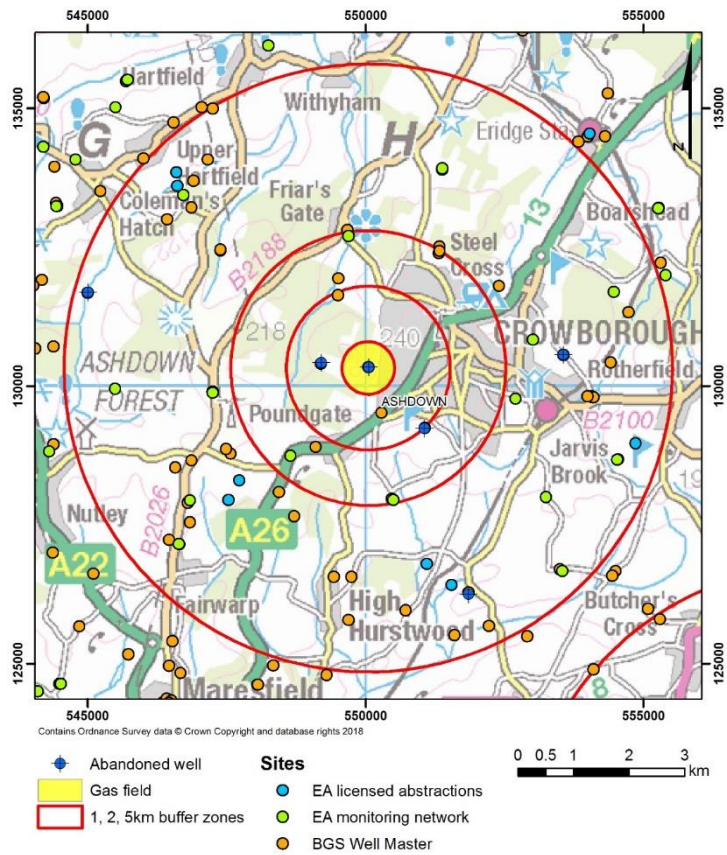 545000
550000
555000
Hartfield
135000
135000
Withyham
Eridge Sta
G
H
Upper
Hartfield
Friar's
Gate
13
Coleman's
Hatch
Boarshead
122
B2188
Steel
Cross
218
240
CROWBOROUGH
130000
130000
ASHDOWN
FOREST
Rotherfield
ASHDOWN
Poundgate
B2100
Jarvis
Brook
19
Nutley
B2026
A26
A22
Fairwarp
High
Hurstwood
Butcher's
Cross
125000
125000
Maresfield
8
545000
550000
555000
Contains Ordnance Survey data © Crown Copyright and database rights 2018
Abandoned well
Gas field
1, 2, 5km buffer zones
Sites
EA licensed abstractions
EA monitoring network
BGS Well Master
0 0.5 1 2 3
km
z